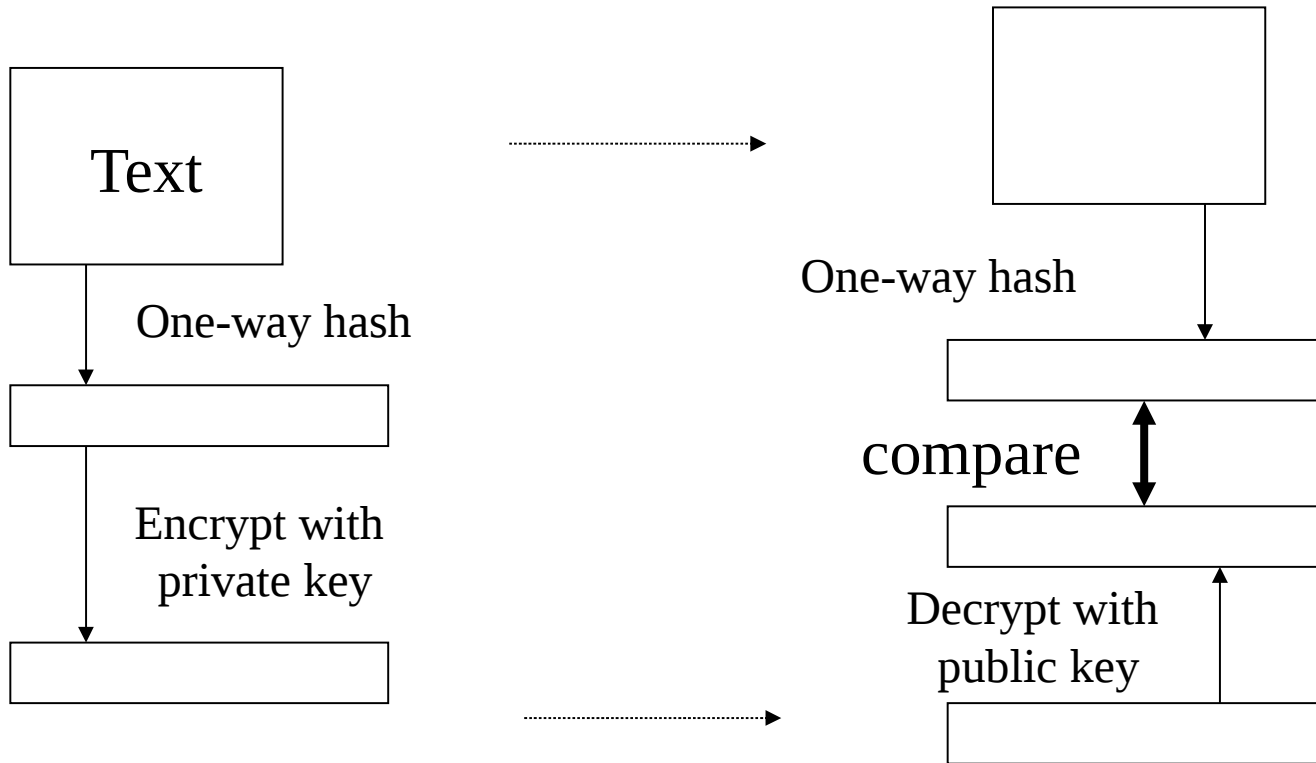 Text
One-way hash
Encrypt with
private key
One-way hash
compare
Decrypt with
public key